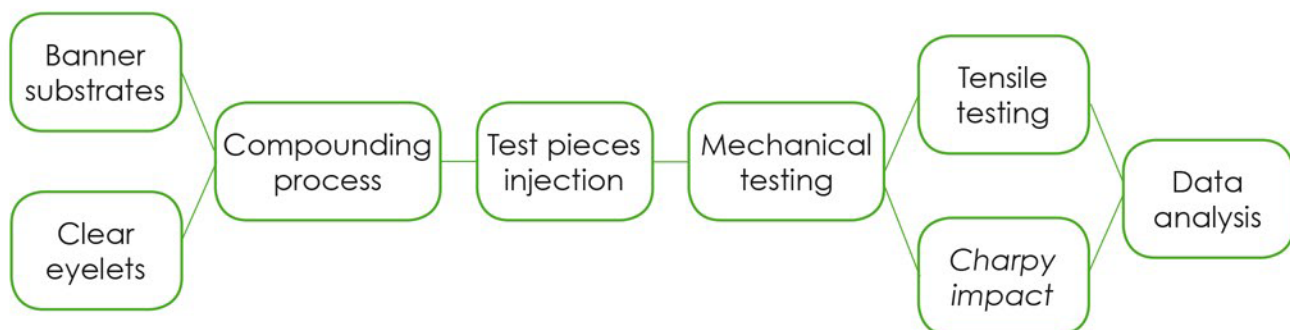 Banner
substrates
Clear
eyelets
Compounding
process
Test pieces
injection
Mechanical
testing
Tensile
testing
Charpy
impact
Data
analysis